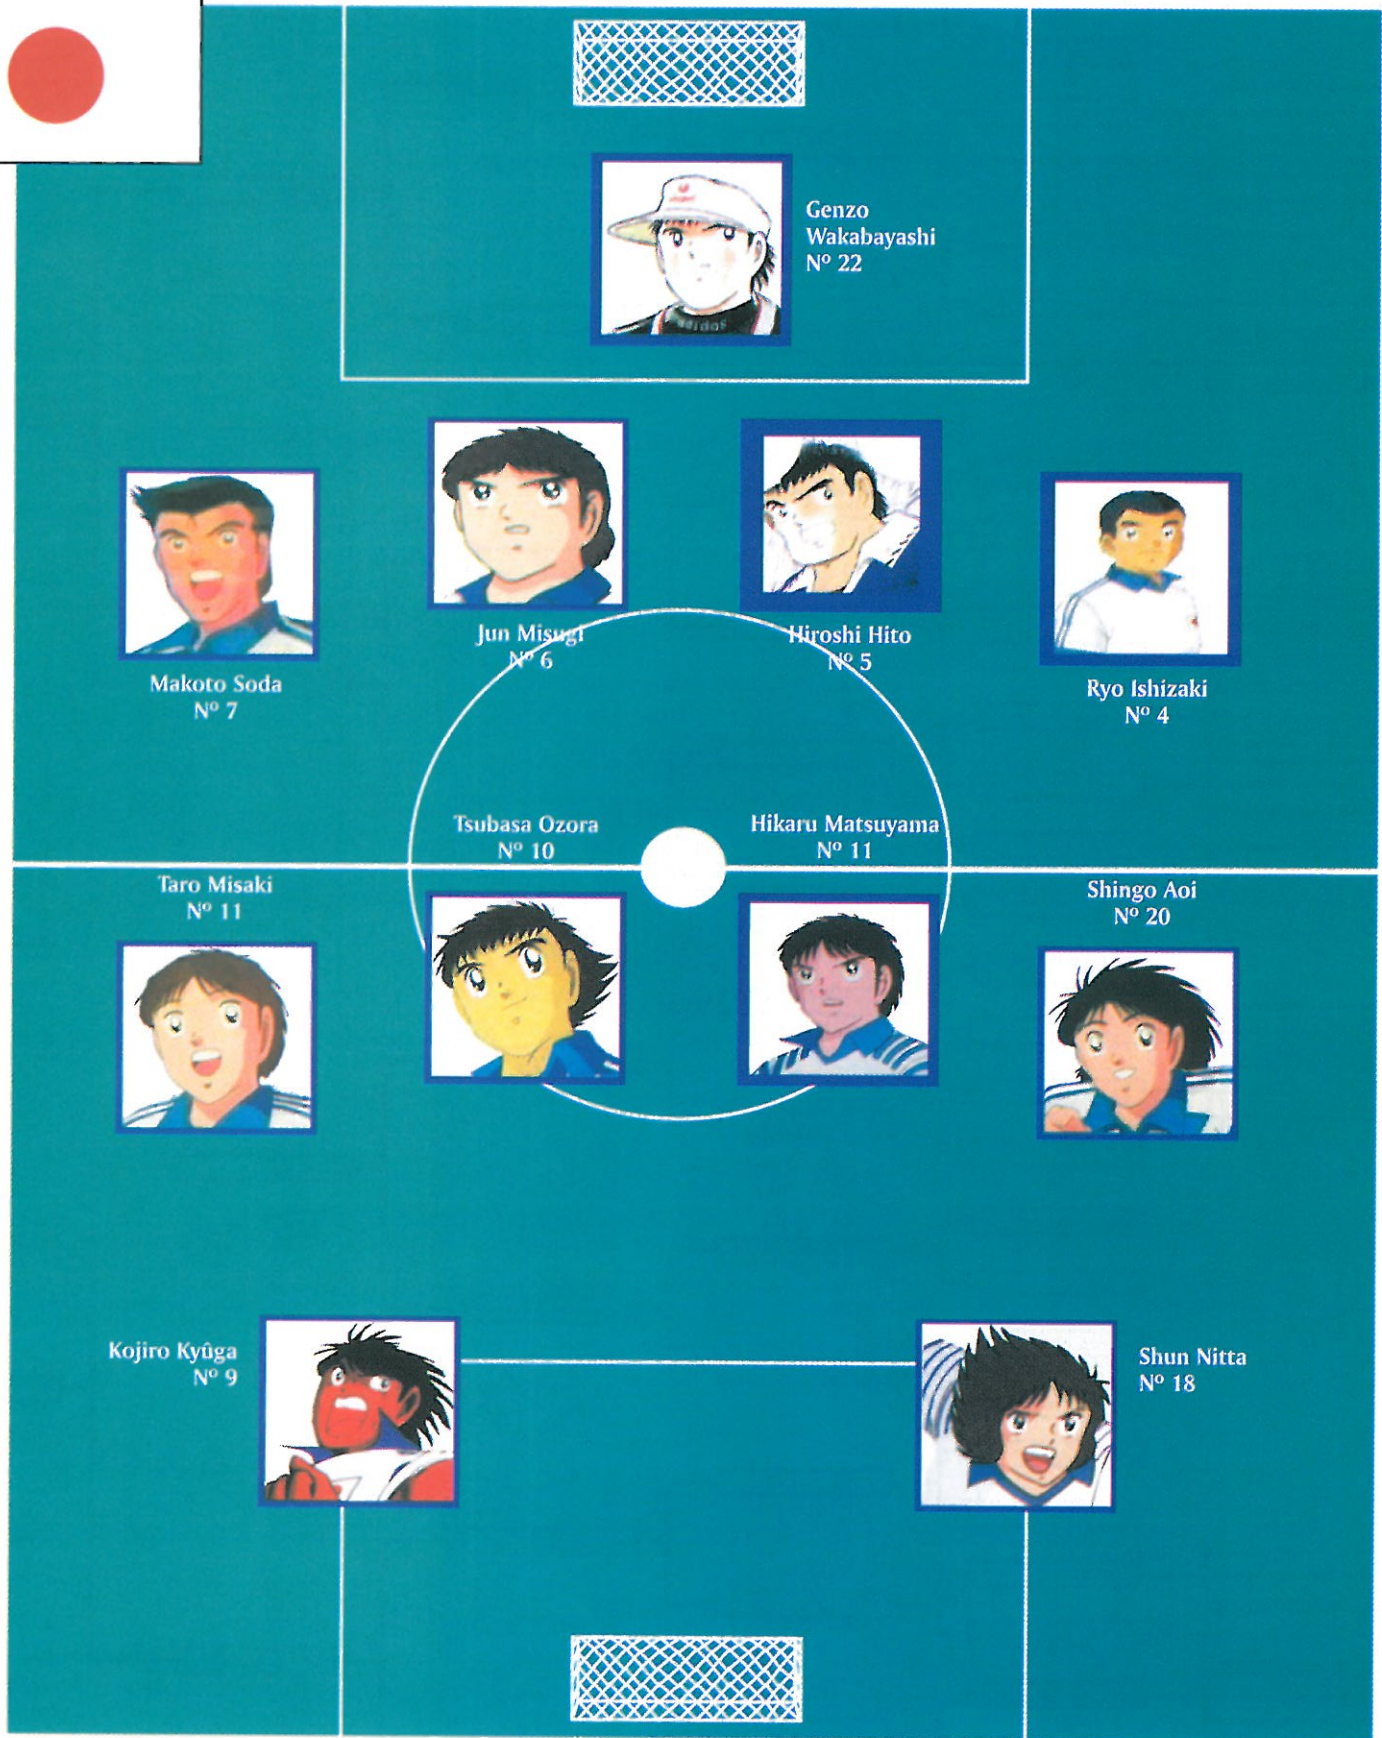 Genzo
Wakabayashi
Nº 22
adidas
Jun Misugi
Nº 6
Hiroshi Hito
Nº 5
Makoto Soda
Nº 7
Ryo Ishizaki
Nº 4
Tsubasa Ozora
Nº 10
Hikaru Matsuyama
Nº 11
Taro Misaki
Nº 11
Shingo Aoi
Nº 20
Kojiro Kyûga
Nº 9
Shun Nitta
Nº 18